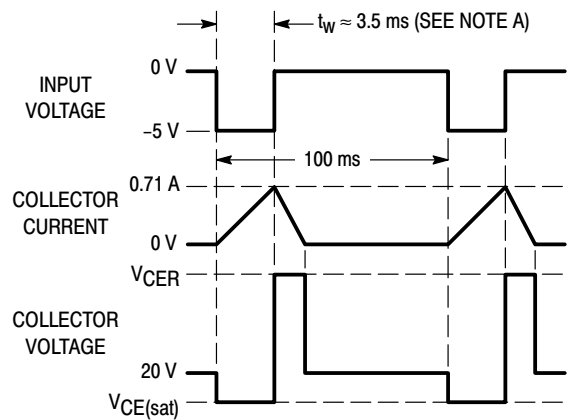 tw ≈ 3.5 ms (SEE NOTE A)
0 V
INPUT
VOLTAGE
–5 V
100 ms
0.71 A
COLLECTOR
CURRENT
0 V
VCER
COLLECTOR
VOLTAGE
20 V
VCE(sat)